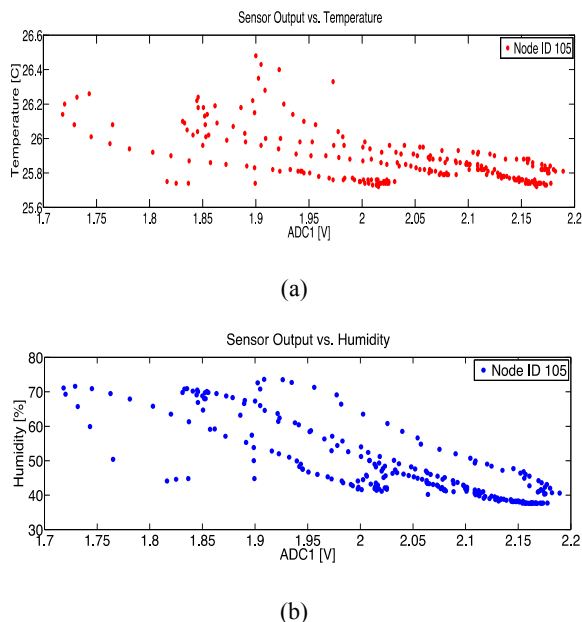 Sensor Output vs. Temperature
26.6
26.4
26.2
26
25.8
25.6
Temperature [C]
Node ID 105
1.7 1.75 1.8 1.85 1.9 1.95 2 2.05 2.1 2.15 2.2
ADC1 [V]
(a)
Sensor Output vs. Humidity
80
70
60
50
40
30
Humidity [%]
Node ID 105
1.7 1.75 1.8 1.85 1.9 1.95 2 2.05 2.1 2.15 2.2
ADC1 [V]
(b)